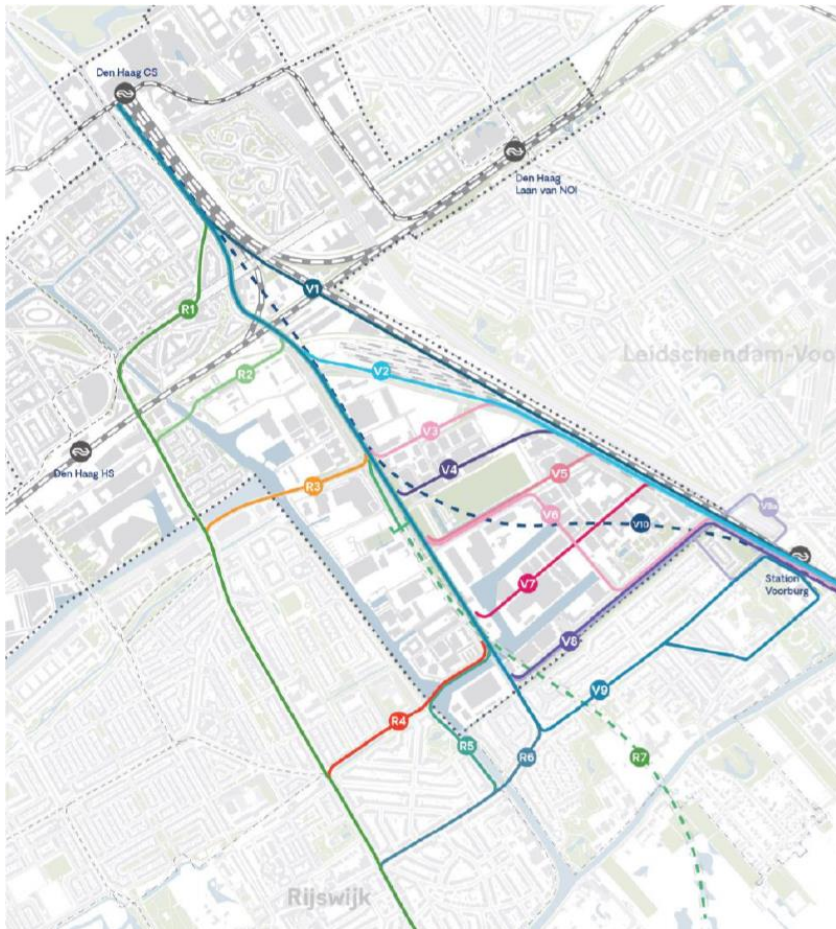 Den Haag CS
Den Haag
Laan van NOI
V1
R1
Leidschendam-Voo
R2
V2
V3
Den Haag HS
V4
V5
R3
V6
V8a
V10
Station
Voorburg
V7
V8
V9
R4
R5
R6
R7
Rijswijk